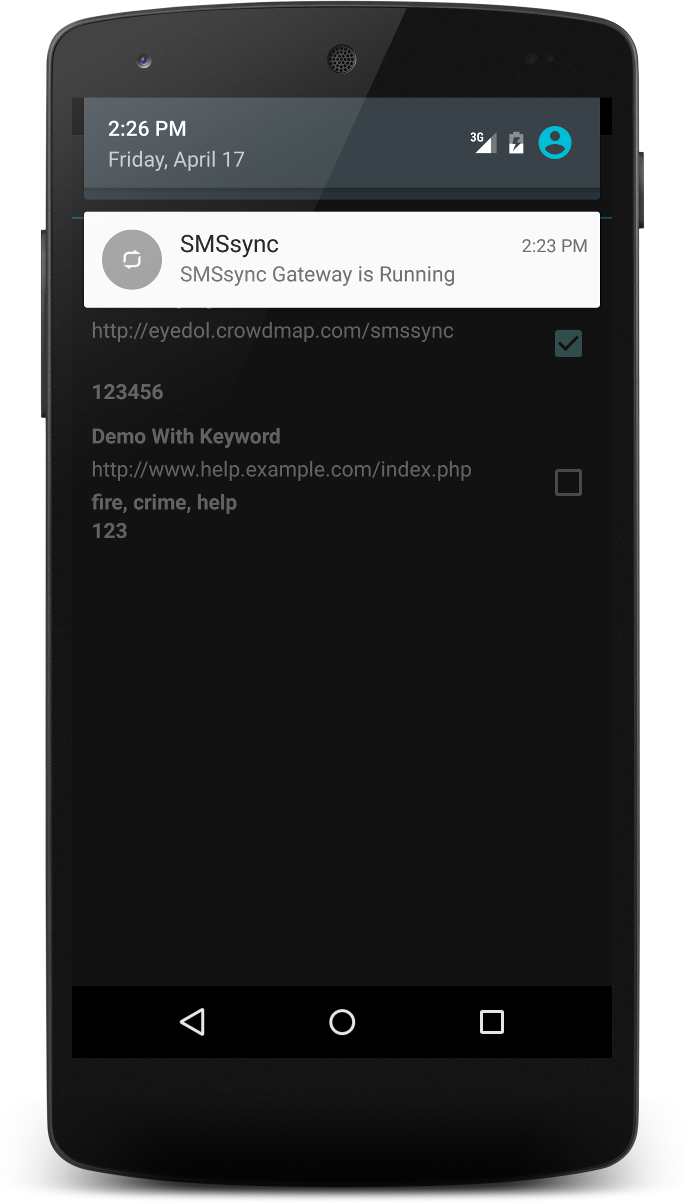 2:26 PM
Friday, April 17
3G
SMSsync
2:23 PM
SMSsync Gateway is Running
http://eyedol.crowdmap.com/smssync
123456
Demo With Keyword
http://www.help.example.com/index.php
fire, crime, help
123